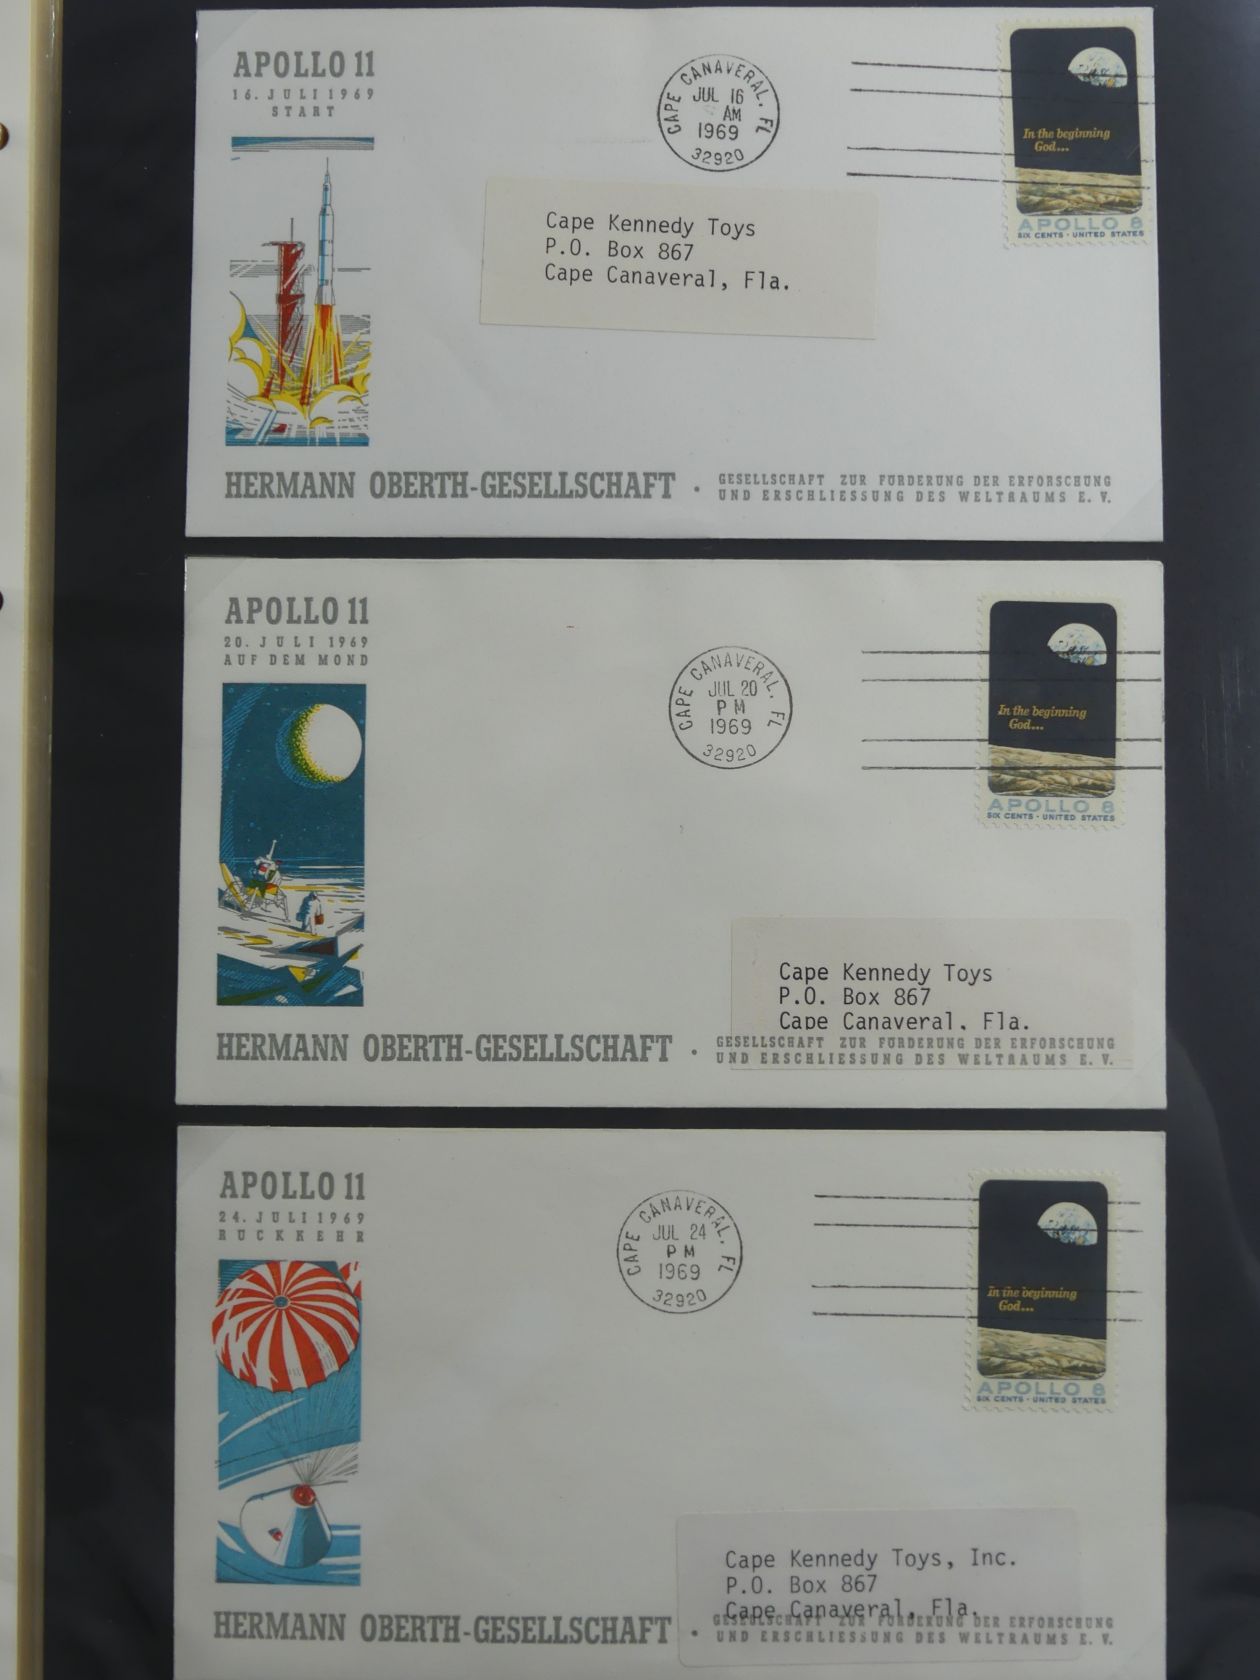 APOLLO 11
16. JULI 1969
START
CAPE CANAVERAL, FL
JUL 16
AM
1969
32920
In the beginning
God...
APOLLO 8
SIX CENTS · UNITED STATES
Cape Kennedy Toys
P.O. Box 867
Cape Canaveral, Fla.
HERMANN OBERTH-GESELLSCHAFT ·
GESELLSCHAFT ZUR FÖRDERUNG DER ERFORSCHUNG
UND ERSCHLIESSUNG DES WELTRAUMS E. V.
APOLLO 11
20. JULI 1969
AUF DEM MOND
CAPE CANAVERAL, FL
JUL 20
PM
1969
32920
In the beginning
God...
APOLLO 8
SIX CENTS · UNITED STATES
Cape Kennedy Toys
P.O. Box 867
Cape Canaveral, Fla.
HERMANN OBERTH-GESELLSCHAFT ·
GESELLSCHAFT ZUR FÖRDERUNG DER ERFORSCHUNG
UND ERSCHLIESSUNG DES WELTRAUMS E. V.
APOLLO 11
24. JULI 1969
RÜCKKEHR
CAPE CANAVERAL, FL
JUL 24
PM
1969
32920
In the beginning
God...
APOLLO 8
SIX CENTS · UNITED STATES
Cape Kennedy Toys, Inc.
P.O. Box 867
Cape Canaveral, Fla.
HERMANN OBERTH-GESELLSCHAFT ·
GESELLSCHAFT ZUR FÖRDERUNG DER ERFORSCHUNG
UND ERSCHLIESSUNG DES WELTRAUMS E. V.